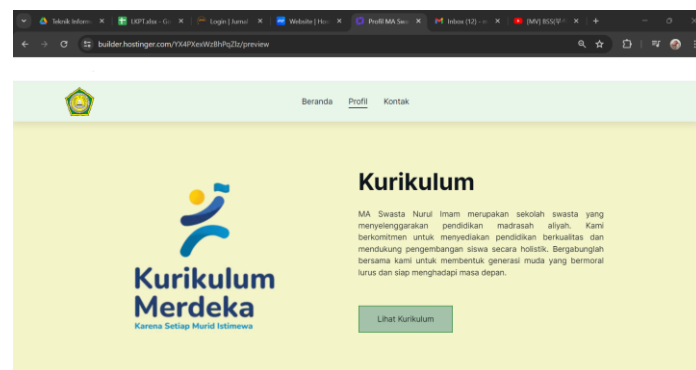 Teknik Inform
LKPT.xlsx - Go
Login | Jurnal
Website | Hos
Profil MA Swa
Inbox (12) -
[MV] BSS(
builder.hostinger.com/YX4PXexWzBhPqZlz/preview
Beranda Profil Kontak
Kurikulum
MA Swasta Nurul Imam merupakan sekolah swasta yang
menyelenggarakan pendidikan madrasah aliyah. Kami
berkomitmen untuk menyediakan pendidikan berkualitas dan
mendukung pengembangan siswa secara holistik. Bergabunglah
bersama kami untuk membentuk generasi muda yang bermoral
lurus dan siap menghadapi masa depan.
Lihat Kurikulum
Kurikulum
Merdeka
Karena Setiap Murid Istimewa